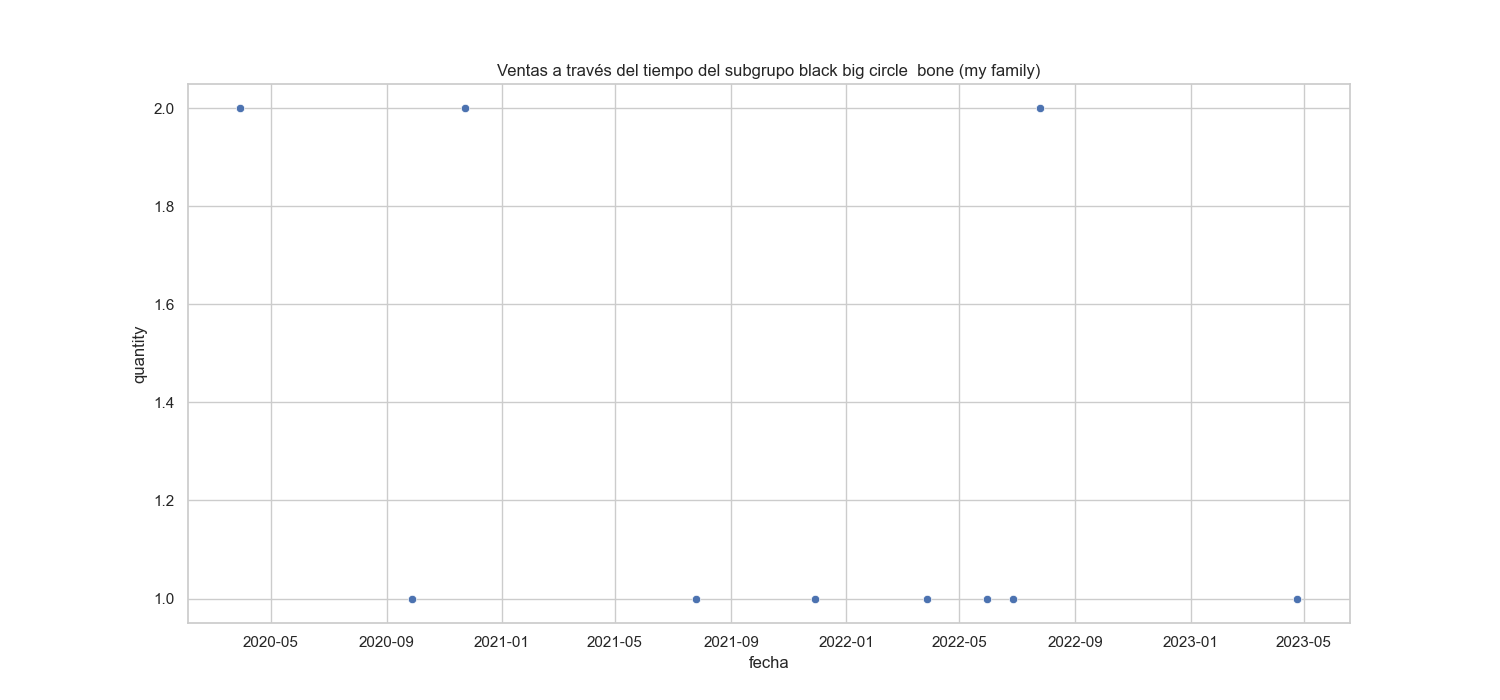 Ventas a través del tiempo del subgrupo black big circle  bone (my family)
2.0
1.8
1.6
1.4
1.2
1.0
quantity
2020-05 2020-09 2021-01 2021-05 2021-09 2022-01 2022-05 2022-09 2023-01 2023-05
fecha